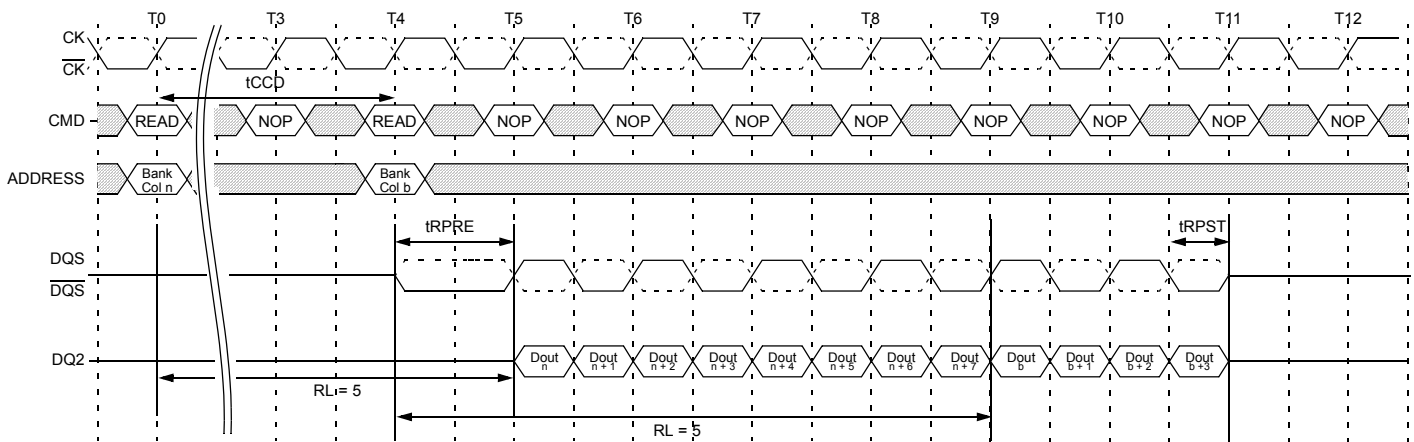 T0 T3 T4 T5 T6 T7 T8 T9 T10 T11 T12
CK
CK
tCCD
CMD READ NOP READ NOP NOP NOP NOP NOP NOP NOP NOP
ADDRESS Bank Col n Bank Col b
tRPRE tRPST
DQS
DQS
DQ2 Dout n Dout n + 1 Dout n + 2 Dout n + 3 Dout n + 4 Dout n + 5 Dout n + 6 Dout n + 7 Dout b Dout b + 1 Dout b + 2 Dout b +3
RL = 5
RL = 5